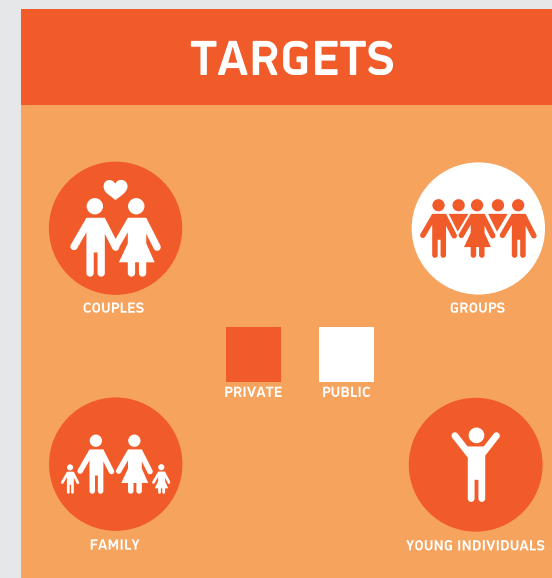 TARGETS
COUPLES
GROUPS
PRIVATE
PUBLIC
FAMILY
YOUNG INDIVIDUALS